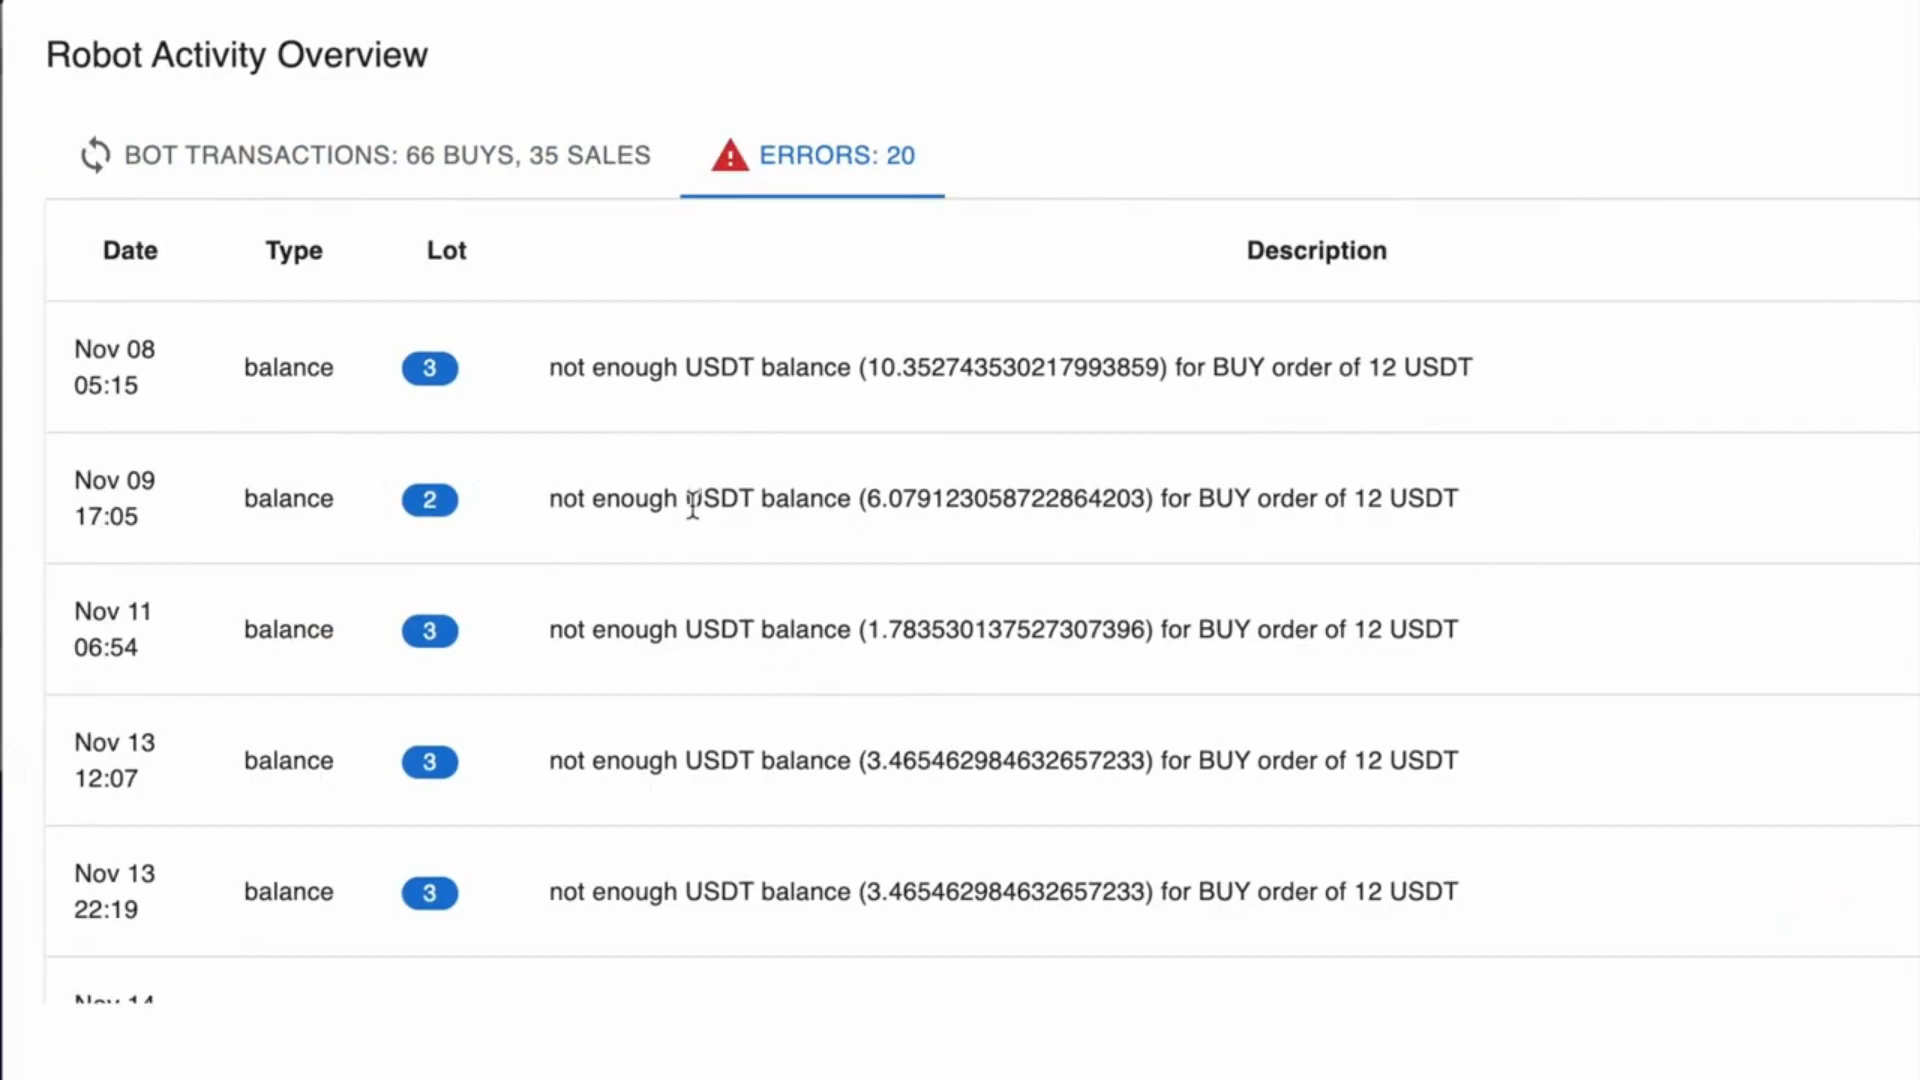 Robot Activity Overview
BOT TRANSACTIONS: 66 BUYS, 35 SALES
ERRORS: 20
Date Type Lot Description
Nov 08
05:15
balance 3 not enough USDT balance (10.352743530217993859) for BUY order of 12 USDT
Nov 09
17:05
balance 2 not enough USDT balance (6.079123058722864203) for BUY order of 12 USDT
Nov 11
06:54
balance 3 not enough USDT balance (1.783530137527307396) for BUY order of 12 USDT
Nov 13
12:07
balance 3 not enough USDT balance (3.465462984632657233) for BUY order of 12 USDT
Nov 13
22:19
balance 3 not enough USDT balance (3.465462984632657233) for BUY order of 12 USDT
Nov 14